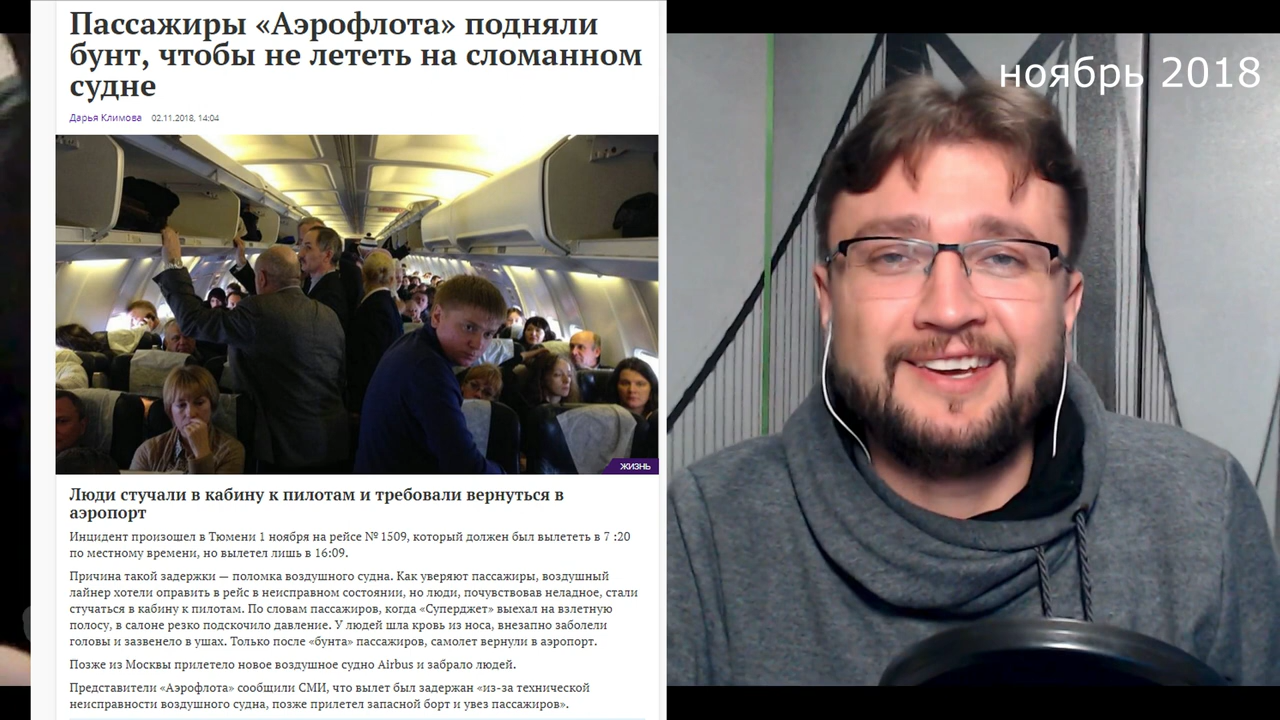 Пассажиры «Аэрофлота» подняли
бунт, чтобы не лететь на сломанном
судне
Дарья Климова 02.11.2018, 14:04
ЖИЗНЬ
Люди стучали в кабину к пилотам и требовали вернуться в
аэропорт
Инцидент произошел в Тюмени 1 ноября на рейсе № 1509, который должен был вылететь в 7 :20
по местному времени, но вылетел лишь в 16:09.
Причина такой задержки — поломка воздушного судна. Как уверяют пассажиры, воздушный
лайнер хотели оправить в рейс в неисправном состоянии, но люди, почувствовав неладное, стали
стучаться в кабину к пилотам. По словам пассажиров, когда «Суперджет» выехал на взлетную
полосу, в салоне резко подскочило давление. У людей шла кровь из носа, внезапно заболели
головы и зазвенело в ушах. Только после «бунта» пассажиров, самолет вернули в аэропорт.
Позже из Москвы прилетело новое воздушное судно Airbus и забрало людей.
Представители «Аэрофлота» сообщили СМИ, что вылет был задержан «из-за технической
неисправности воздушного судна, позже прилетел запасной борт и увез пассажиров».
ноябрь 2018